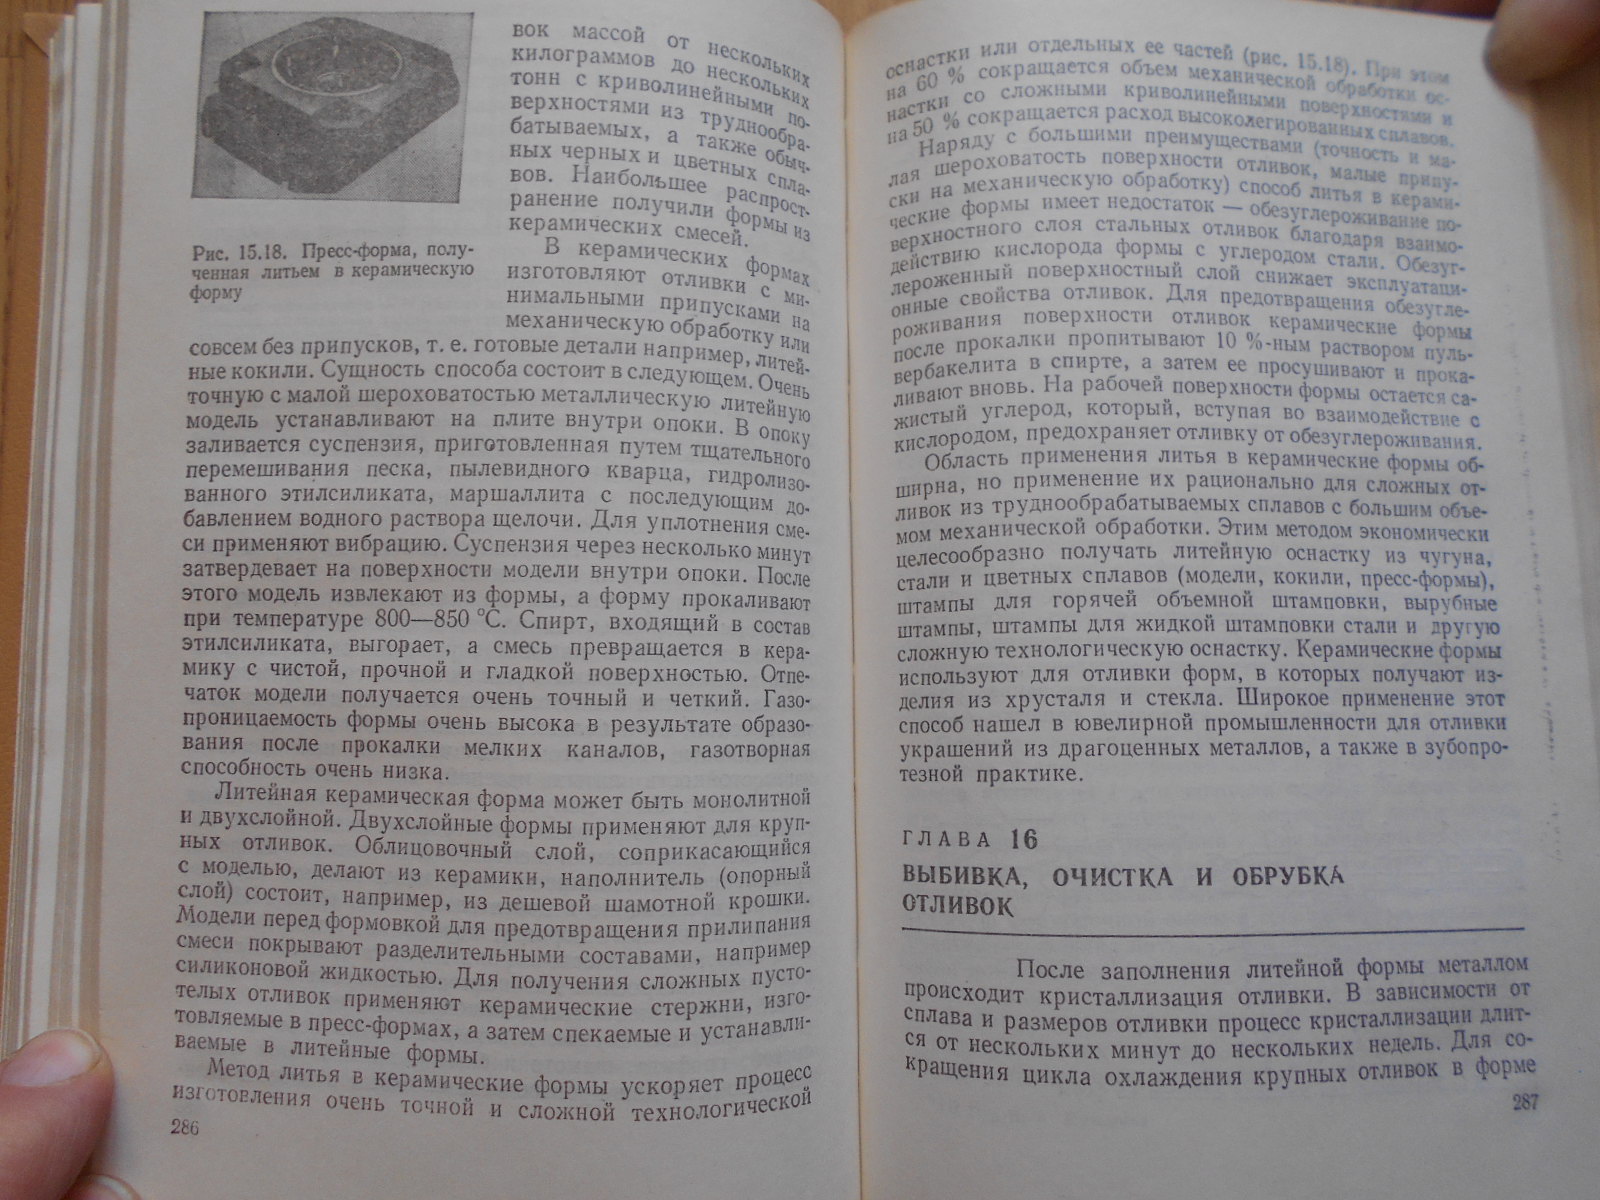 вок массой от нескольких
килограммов до нескольких
тонн с криволинейными по-
верхностями из труднообра-
батываемых, а также обыч-
ных черных и цветных спла-
вов. Наибольшее распрост-
ранение получили формы из
керамических смесей.
В керамических формах
изготовляют отливки с ми-
нимальными припусками на
механическую обработку или
Рис. 15.18. Пресс-форма, полу-
ченная литьем в керамическую
форму
совсем без припусков, т. е. готовые детали например, литей-
ные кокили. Сущность способа состоит в следующем. Очень
точную с малой шероховатостью металлическую литейную
модель устанавливают на плите внутри опоки. В опоку
заливается суспензия, приготовленная путем тщательного
перемешивания песка, пылевидного кварца, гидролизо-
ванного этилсиликата, маршаллита с последующим до-
бавлением водного раствора щелочи. Для уплотнения сме-
си применяют вибрацию. Суспензия через несколько минут
затвердевает на поверхности модели внутри опоки. После
этого модель извлекают из формы, а форму прокаливают
при температуре 800—850 °С. Спирт, входящий в состав
этилсиликата, выгорает, а смесь превращается в кера-
мику с чистой, прочной и гладкой поверхностью. Отпе-
чаток модели получается очень точный и четкий. Газо-
проницаемость формы очень высока в результате образо-
вания после прокалки мелких каналов, газотворная
способность очень низка.
Литейная керамическая форма может быть монолитной
и двухслойной. Двухслойные формы применяют для круп-
ных отливок. Облицовочный слой, соприкасающийся
с моделью, делают из керамики, наполнитель (опорный
слой) состоит, например, из дешевой шамотной крошки.
Модели перед формовкой для предотвращения прилипания
смеси покрывают разделительными составами, например
силиконовой жидкостью. Для получения сложных пусто-
телых отливок применяют керамические стержни, изго-
товляемые в пресс-формах, а затем спекаемые и устанавли-
ваемые в литейные формы.
Метод литья в керамические формы ускоряет процесс
изготовления очень точной и сложной технологической
286
оснастки или отдельных ее частей (рис. 15.18). При этом
на 60 % сокращается объем механической обработки ос-
настки со сложными криволинейными поверхностями и
на 50 % сокращается расход высоколегированных сплавов.
Наряду с большими преимуществами (точность и ма-
лая шероховатость поверхности отливок, малые припу-
ски на механическую обработку) способ литья в керами-
ческие формы имеет недостаток — обезуглероживание по-
верхностного слоя стальных отливок благодаря взаимо-
действию кислорода формы с углеродом стали. Обезуг-
лероженный поверхностный слой снижает эксплуатаци-
онные свойства отливок. Для предотвращения обезугле-
роживания поверхности отливок керамические формы
после прокалки пропитывают 10 %-ным раствором пуль-
вербакелита в спирте, а затем ее просушивают и прока-
ливают вновь. На рабочей поверхности формы остается са-
жистый углерод, который, вступая во взаимодействие с
кислородом, предохраняет отливку от обезуглероживания.
Область применения литья в керамические формы об-
ширна, но применение их рационально для сложных от-
ливок из труднообрабатываемых сплавов с большим объе-
мом механической обработки. Этим методом экономически
целесообразно получать литейную оснастку из чугуна,
стали и цветных сплавов (модели, кокили, пресс-формы),
штампы для горячей объемной штамповки, вырубные
штампы, штампы для жидкой штамповки стали и другую
сложную технологическую оснастку. Керамические формы
используют для отливки форм, в которых получают из-
делия из хрусталя и стекла. Широкое применение этот
способ нашел в ювелирной промышленности для отливки
украшений из драгоценных металлов, а также в зубопро-
тезной практике.
ГЛАВА 16
ВЫБИВКА, ОЧИСТКА И ОБРУБКА
ОТЛИВОК
После заполнения литейной формы металлом
происходит кристаллизация отливки. В зависимости от
сплава и размеров отливки процесс кристаллизации длит-
ся от нескольких минут до нескольких недель. Для со-
кращения цикла охлаждения крупных отливок в форме
287